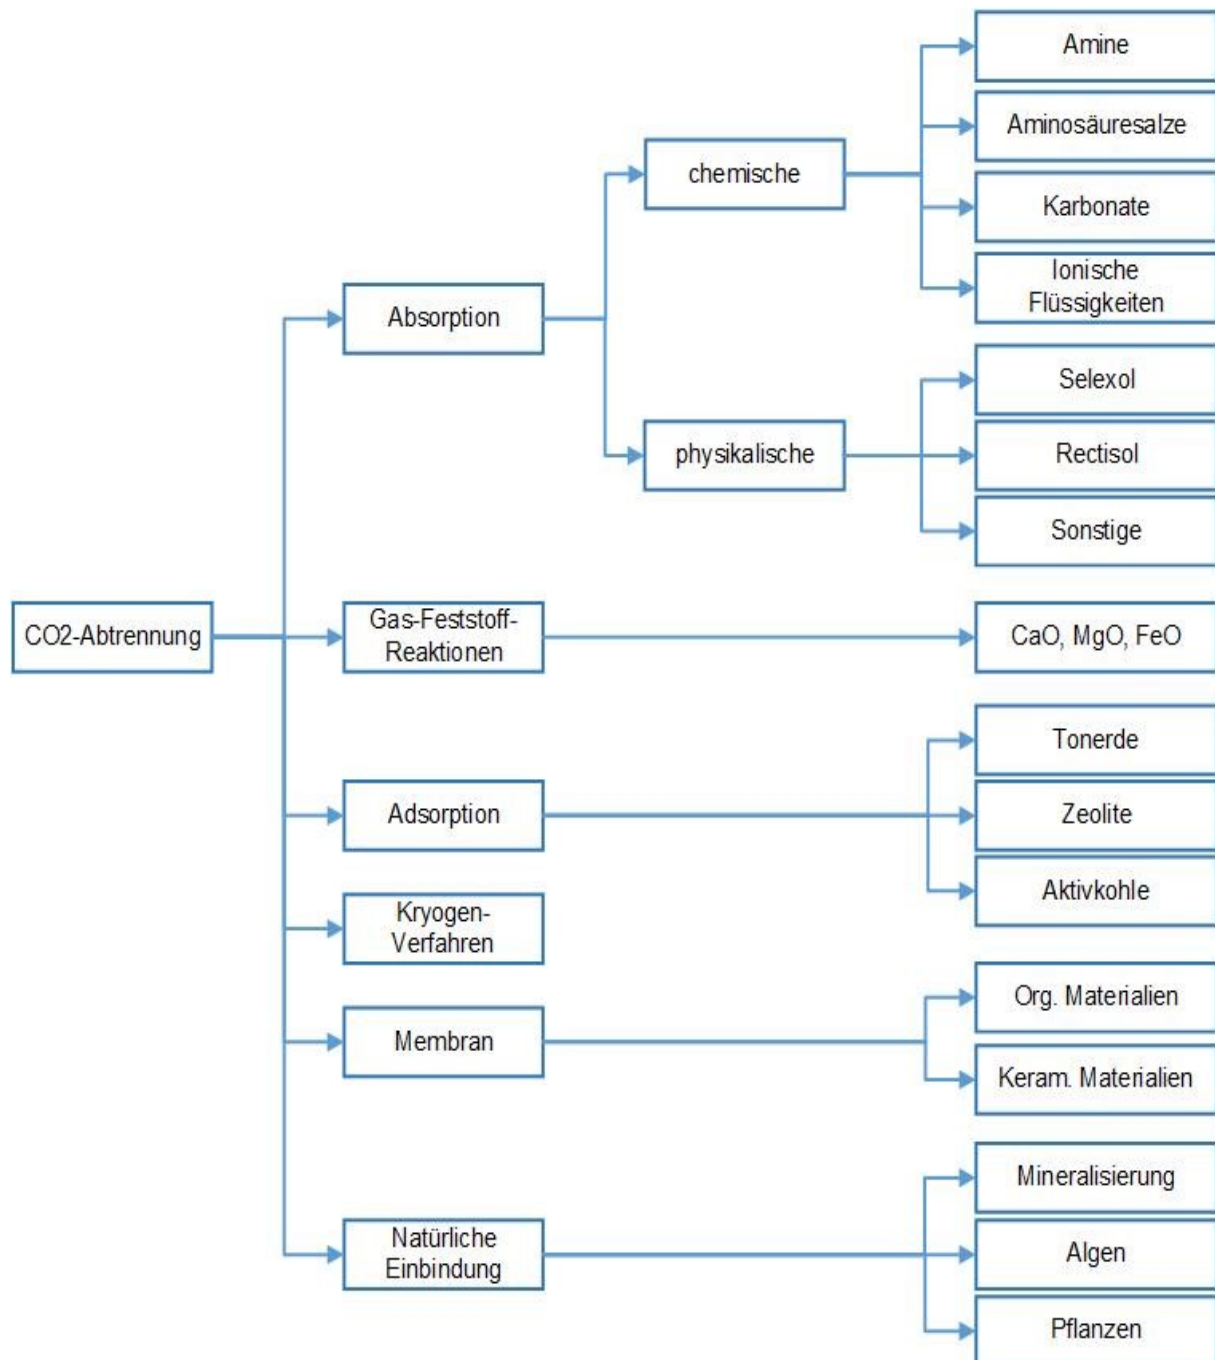 Amine
Aminosäuresalze
chemische
Karbonate
Ionische
Flüssigkeiten
Absorption
Selexol
physikalische
Rectisol
Sonstige
CO2-Abtrennung
Gas-Feststoff-
Reaktionen
CaO, MgO, FeO
Tonerde
Adsorption
Zeolite
Aktivkohle
Kryogen-
Verfahren
Org. Materialien
Membran
Keram. Materialien
Mineralisierung
Natürliche
Einbindung
Algen
Pflanzen